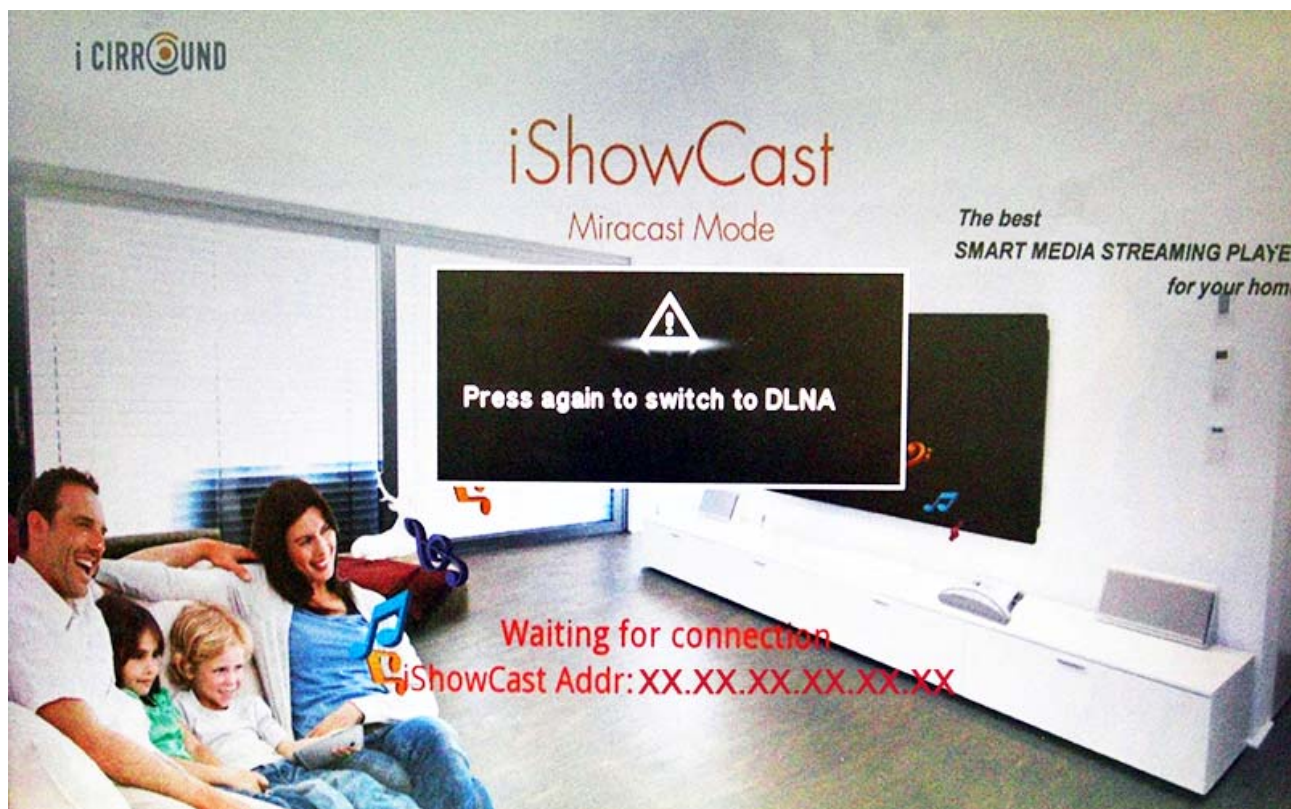 i CIRROUND
iShowCast
Miracast Mode
The best
SMART MEDIA STREAMING PLAYE
for your hom
Press again to switch to DLNA
Waiting for connection
iShowCast Addr: XX.XX.XX.XX.XX.XX